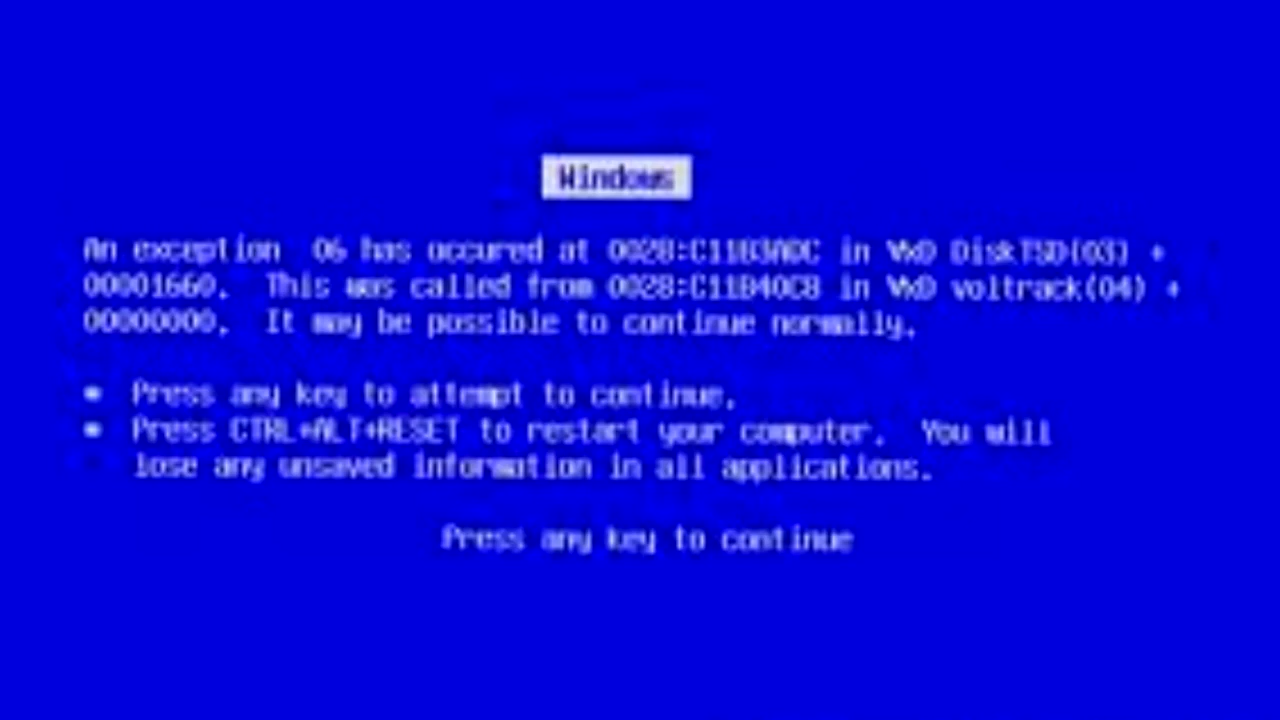 Windows
An exception 06 has occured at 0028:C11B3ADC in VxD DiskTSD(03) +
00001660. This was called from 0028:C11B40C8 in VxD voltrack(04) +
00000000. It may be possible to continue normally.
* Press any key to attempt to continue.
* Press CTRL+ALT+RESET to restart your computer. You will
lose any unsaved information in all applications.
Press any key to continue